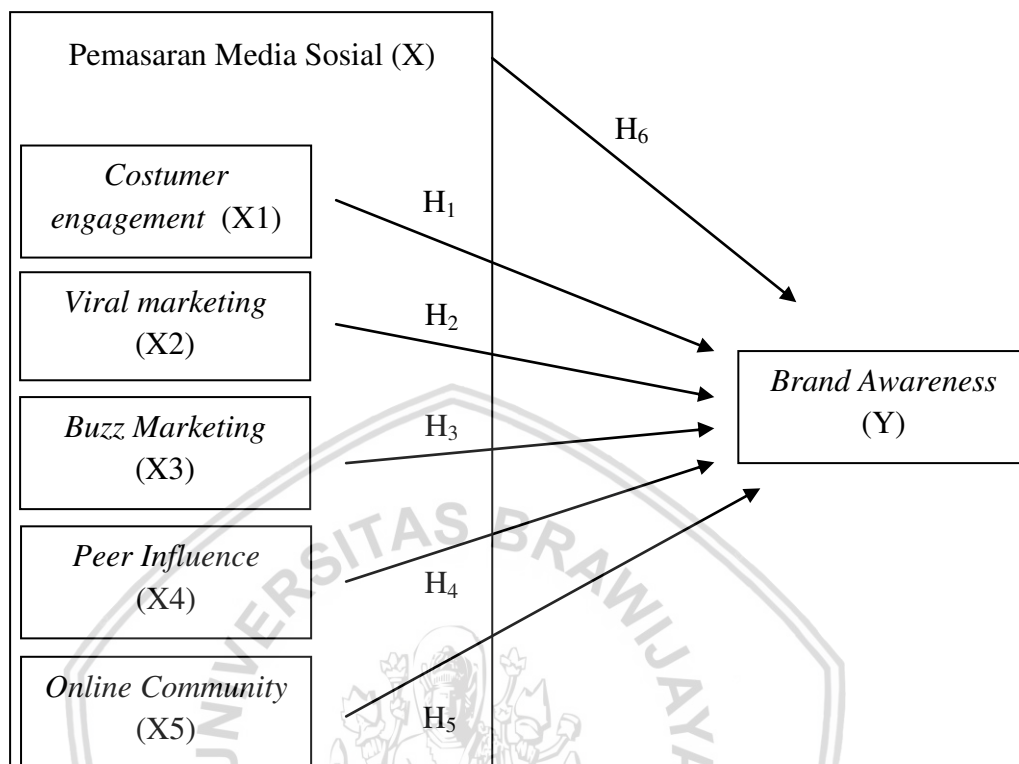 Pemasaran Media Sosial (X)
H₆
Costumer
engagement (X1)
H₁
Viral marketing
(X2)
H₂
Brand Awareness
(Y)
Buzz Marketing
(X3)
H₃
Peer Influence
(X4)
H₄
Online Community
(X5)
H₅
UNIVERSITAS BRAWIJAYA